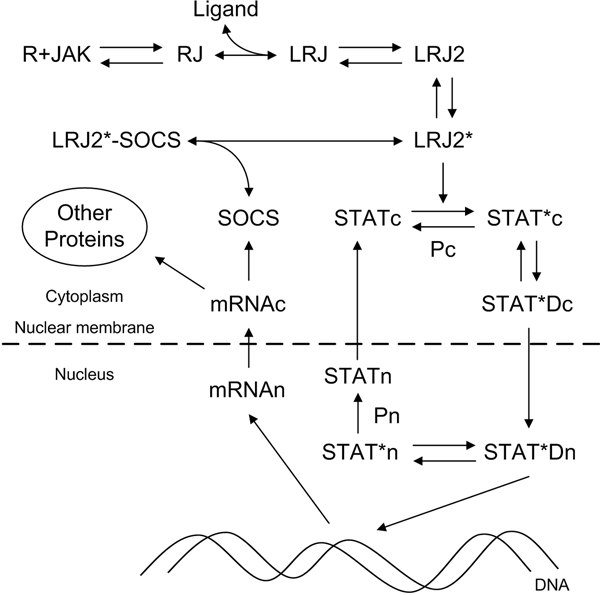 Ligand
R+JAK
RJ
LRJ
LRJ2
LRJ2*-SOCS
LRJ2*
Other
Proteins
SOCS
STATc
STAT*c
Pc
Cytoplasm
mRNAc
STAT*Dc
Nuclear membrane
Nucleus
mRNAn
STATn
Pn
STAT*n
STAT*Dn
DNA